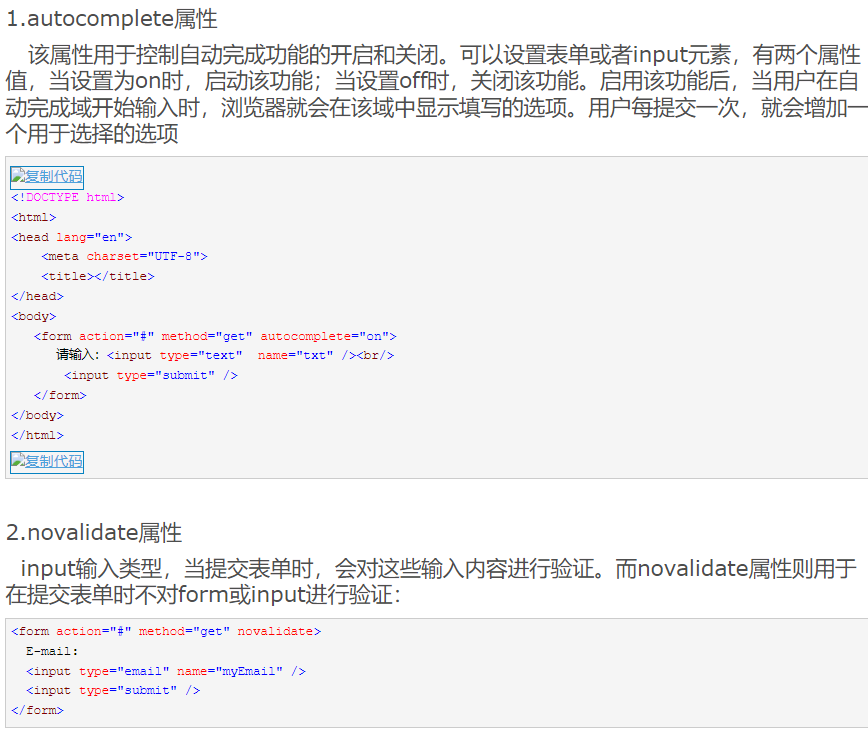 1.autocomplete属性
该属性用于控制自动完成功能的开启和关闭。可以设置表单或者input元素，有两个属性
值，当设置为on时，启动该功能；当设置off时，关闭该功能。启用该功能后，当用户在自
动完成域开始输入时，浏览器就会在该域中显示填写的选项。用户每提交一次，就会增加一
个用于选择的选项
复制代码
<!DOCTYPE html>
<html>
<head lang="en">
    <meta charset="UTF-8">
    <title></title>
</head>
<body>
   <form action="#" method="get" autocomplete="on">
      请输入: <input type="text"  name="txt" /><br/>
       <input type="submit" />
   </form>
</body>
</html>
复制代码
2.novalidate属性
input输入类型，当提交表单时，会对这些输入内容进行验证。而novalidate属性则用于
在提交表单时不对form或input进行验证：
<form action="#" method="get" novalidate>
  E-mail:
  <input type="email" name="myEmail" />
  <input type="submit" />
</form>